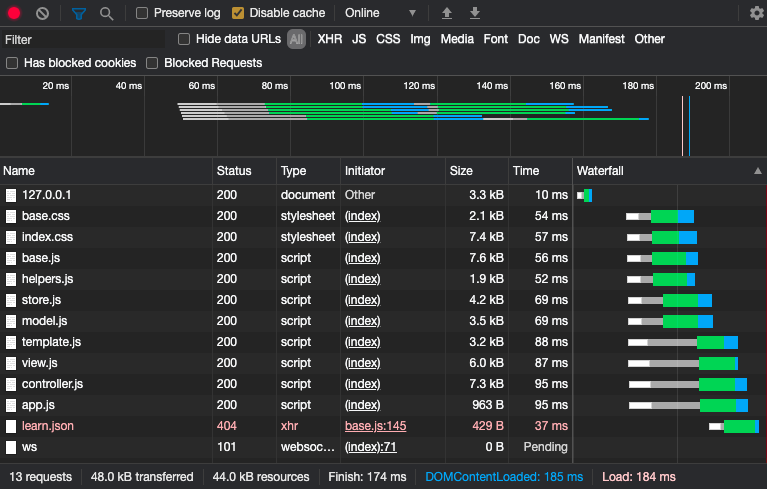 Preserve log Disable cache Online
Filter Hide data URLs All XHR JS CSS Img Media Font Doc WS Manifest Other
Has blocked cookies Blocked Requests
20 ms 40 ms 60 ms 80 ms 100 ms 120 ms 140 ms 160 ms 180 ms 200 ms
Name Status Type Initiator Size Time Waterfall
127.0.0.1 200 document Other 3.3 kB 10 ms
base.css 200 stylesheet (index) 2.1 kB 54 ms
index.css 200 stylesheet (index) 7.4 kB 57 ms
base.js 200 script (index) 7.6 kB 56 ms
helpers.js 200 script (index) 1.9 kB 52 ms
store.js 200 script (index) 4.2 kB 69 ms
model.js 200 script (index) 3.5 kB 69 ms
template.js 200 script (index) 3.2 kB 88 ms
view.js 200 script (index) 6.0 kB 87 ms
controller.js 200 script (index) 7.3 kB 95 ms
app.js 200 script (index) 963 B 95 ms
learn.json 404 xhr base.js:145 429 B 37 ms
ws 101 websoc… (index):71 0 B Pending
13 requests 48.0 kB transferred 44.0 kB resources Finish: 174 ms DOMContentLoaded: 185 ms Load: 184 ms